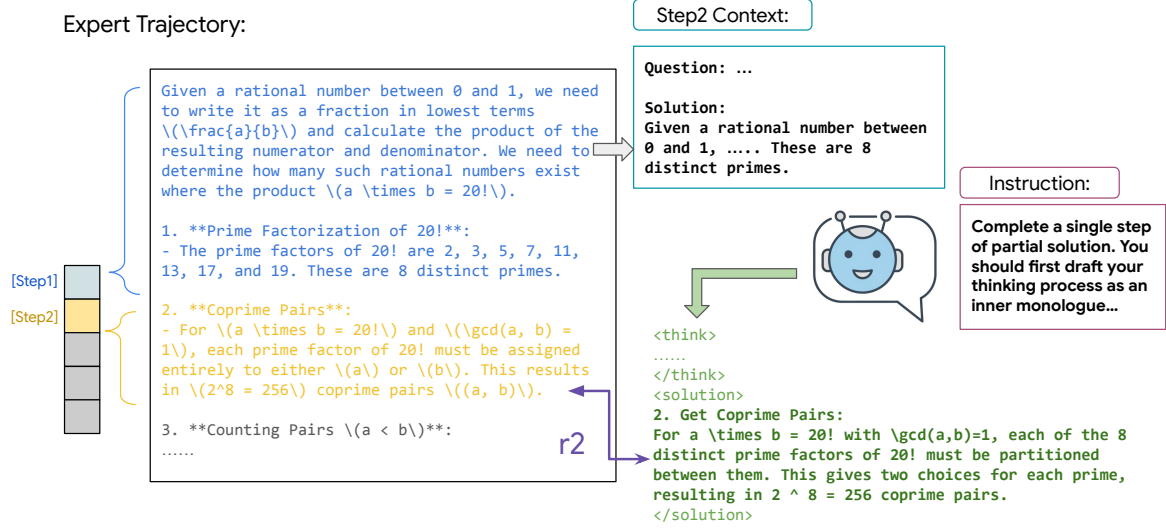 Expert Trajectory:
[Step1]
[Step2]
Given a rational number between 0 and 1, we need
to write it as a fraction in lowest terms
\(\frac{a}{b}\) and calculate the product of the
resulting numerator and denominator. We need to
determine how many such rational numbers exist
where the product \(a \times b = 20!\).
1. **Prime Factorization of 20!**:
- The prime factors of 20! are 2, 3, 5, 7, 11,
13, 17, and 19. These are 8 distinct primes.
2. **Coprime Pairs**:
- For \(a \times b = 20!\) and \(\gcd(a, b) =
1\), each prime factor of 20! must be assigned
entirely to either \(a\) or \(b\). This results
in \(2^8 = 256\) coprime pairs \((a, b)\).
3. **Counting Pairs \(a < b\)**:
......
r2
Step2 Context:
Question: …
Solution:
Given a rational number between
0 and 1, ….. These are 8
distinct primes.
Instruction:
Complete a single step
of partial solution. You
should first draft your
thinking process as an
inner monologue…
<think>
......
</think>
<solution>
2. Get Coprime Pairs:
For a \times b = 20! with \gcd(a,b)=1, each of the 8
distinct prime factors of 20! must be partitioned
between them. This gives two choices for each prime,
resulting in 2 ^ 8 = 256 coprime pairs.
</solution>